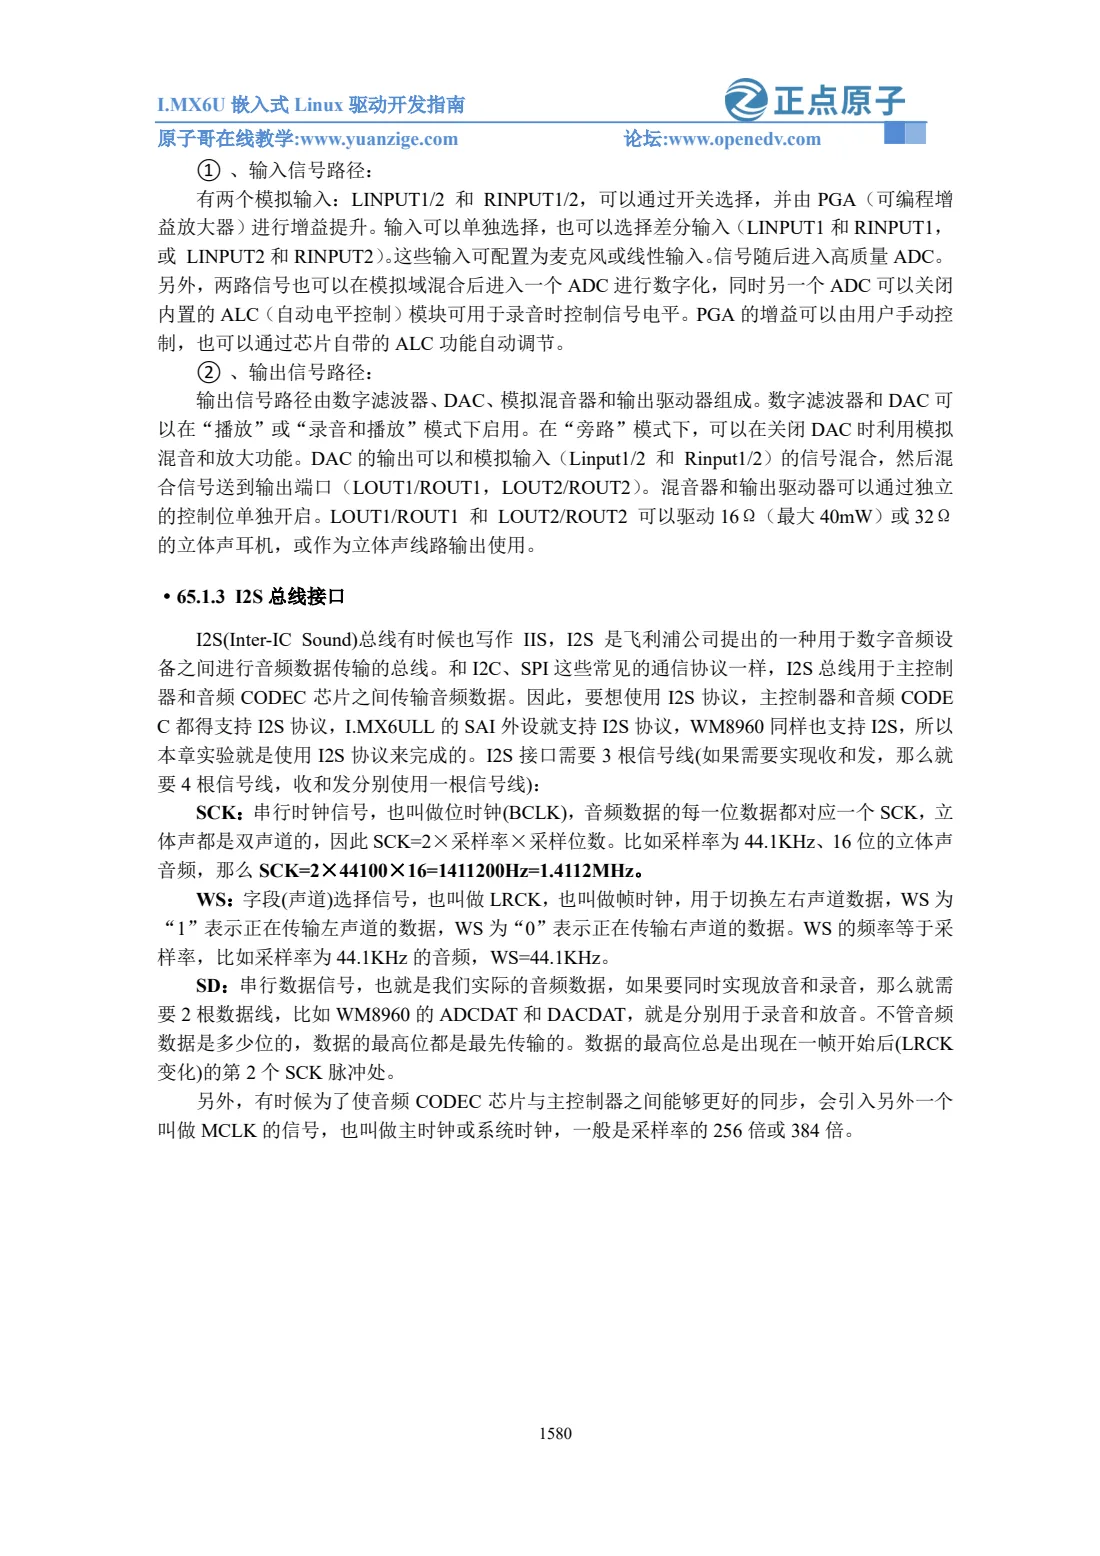 I.MX6U 嵌入式 Linux 驱动开发指南
正点原子
原子哥在线教学:www.yuanzige.com 论坛:www.openedv.com
① 、输入信号路径：
有两个模拟输入：LINPUT1/2 和 RINPUT1/2，可以通过开关选择，并由 PGA（可编程增
益放大器）进行增益提升。输入可以单独选择，也可以选择差分输入（LINPUT1 和 RINPUT1，
或 LINPUT2 和 RINPUT2）。这些输入可配置为麦克风或线性输入。信号随后进入高质量 ADC。
另外，两路信号也可以在模拟域混合后进入一个 ADC 进行数字化，同时另一个 ADC 可以关闭
内置的 ALC（自动电平控制）模块可用于录音时控制信号电平。PGA 的增益可以由用户手动控
制，也可以通过芯片自带的 ALC 功能自动调节。
② 、输出信号路径：
输出信号路径由数字滤波器、DAC、模拟混音器和输出驱动器组成。数字滤波器和 DAC 可
以在“播放”或“录音和播放”模式下启用。在“旁路”模式下，可以在关闭 DAC 时利用模拟
混音和放大功能。DAC 的输出可以和模拟输入（Linput1/2 和 Rinput1/2）的信号混合，然后混
合信号送到输出端口（LOUT1/ROUT1，LOUT2/ROUT2）。混音器和输出驱动器可以通过独立
的控制位单独开启。LOUT1/ROUT1 和 LOUT2/ROUT2 可以驱动 16Ω（最大 40mW）或 32Ω
的立体声耳机，或作为立体声线路输出使用。
• 65.1.3 I2S 总线接口
I2S(Inter-IC Sound)总线有时候也写作 IIS，I2S 是飞利浦公司提出的一种用于数字音频设
备之间进行音频数据传输的总线。和 I2C、SPI 这些常见的通信协议一样，I2S 总线用于主控制
器和音频 CODEC 芯片之间传输音频数据。因此，要想使用 I2S 协议，主控制器和音频 CODE
C 都得支持 I2S 协议，I.MX6ULL 的 SAI 外设就支持 I2S 协议，WM8960 同样也支持 I2S，所以
本章实验就是使用 I2S 协议来完成的。I2S 接口需要 3 根信号线(如果需要实现收和发，那么就
要 4 根信号线，收和发分别使用一根信号线)：
SCK：串行时钟信号，也叫做位时钟(BCLK)，音频数据的每一位数据都对应一个 SCK，立
体声都是双声道的，因此 SCK=2×采样率×采样位数。比如采样率为 44.1KHz、16 位的立体声
音频，那么 SCK=2×44100×16=1411200Hz=1.4112MHz。
WS：字段(声道)选择信号，也叫做 LRCK，也叫做帧时钟，用于切换左右声道数据，WS 为
“1”表示正在传输左声道的数据，WS 为“0”表示正在传输右声道的数据。WS 的频率等于采
样率，比如采样率为 44.1KHz 的音频，WS=44.1KHz。
SD：串行数据信号，也就是我们实际的音频数据，如果要同时实现放音和录音，那么就需
要 2 根数据线，比如 WM8960 的 ADCDAT 和 DACDAT，就是分别用于录音和放音。不管音频
数据是多少位的，数据的最高位都是最先传输的。数据的最高位总是出现在一帧开始后(LRCK
变化)的第 2 个 SCK 脉冲处。
另外，有时候为了使音频 CODEC 芯片与主控制器之间能够更好的同步，会引入另外一个
叫做 MCLK 的信号，也叫做主时钟或系统时钟，一般是采样率的 256 倍或 384 倍。
1580